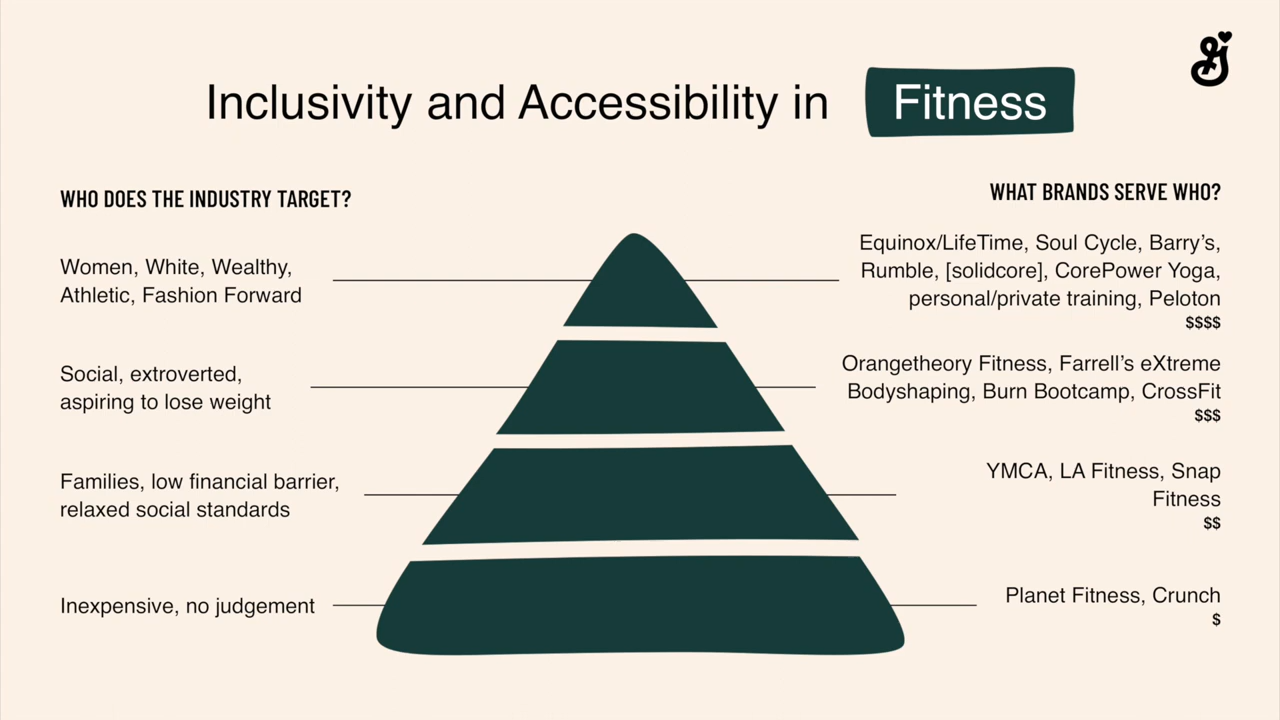 Inclusivity and Accessibility in Fitness
WHO DOES THE INDUSTRY TARGET?
WHAT BRANDS SERVE WHO?
Women, White, Wealthy,
Athletic, Fashion Forward
Equinox/LifeTime, Soul Cycle, Barry’s,
Rumble, [solidcore], CorePower Yoga,
personal/private training, Peloton
$$$$
Social, extroverted,
aspiring to lose weight
Orangetheory Fitness, Farrell’s eXtreme
Bodyshaping, Burn Bootcamp, CrossFit
$$$
Families, low financial barrier,
relaxed social standards
YMCA, LA Fitness, Snap
Fitness
$$
Inexpensive, no judgement
Planet Fitness, Crunch
$